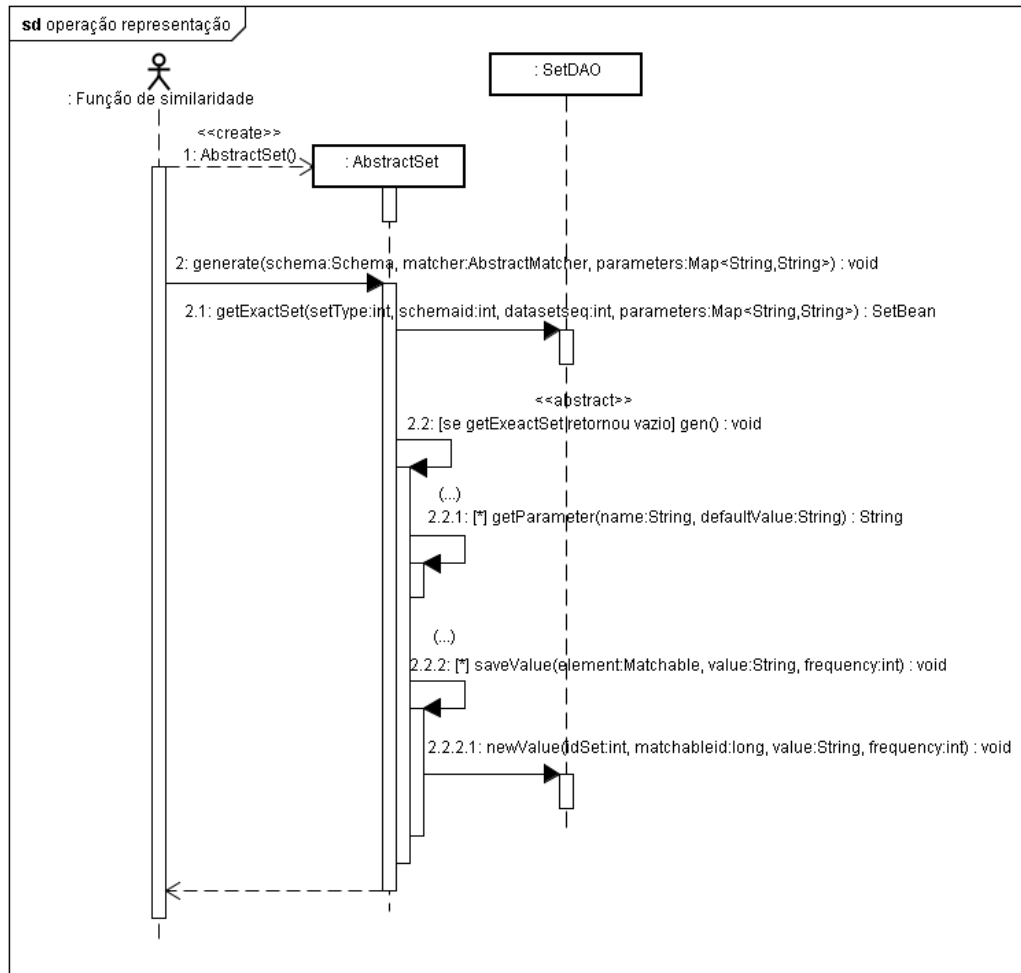 sd operação representação
: SetDAO
: Função de similaridade
<<create>>
1: AbstractSet()
: AbstractSet
2: generate(schema:Schema, matcher:AbstractMatcher, parameters:Map<String,String>) : void
2.1: getExactSet(setType:int, schemaid:int, datasetseq:int, parameters:Map<String,String>) : SetBean
<<abstract>>
2.2: [se getExeactSet retornou vazio] gen() : void
(...)
2.2.1: [*] getParameter(name:String, defaultValue:String) : String
(...)
2.2.2: [*] saveValue(element:Matchable, value:String, frequency:int) : void
2.2.2.1: newValue(idSet:int, matchableid:long, value:String, frequency:int) : void